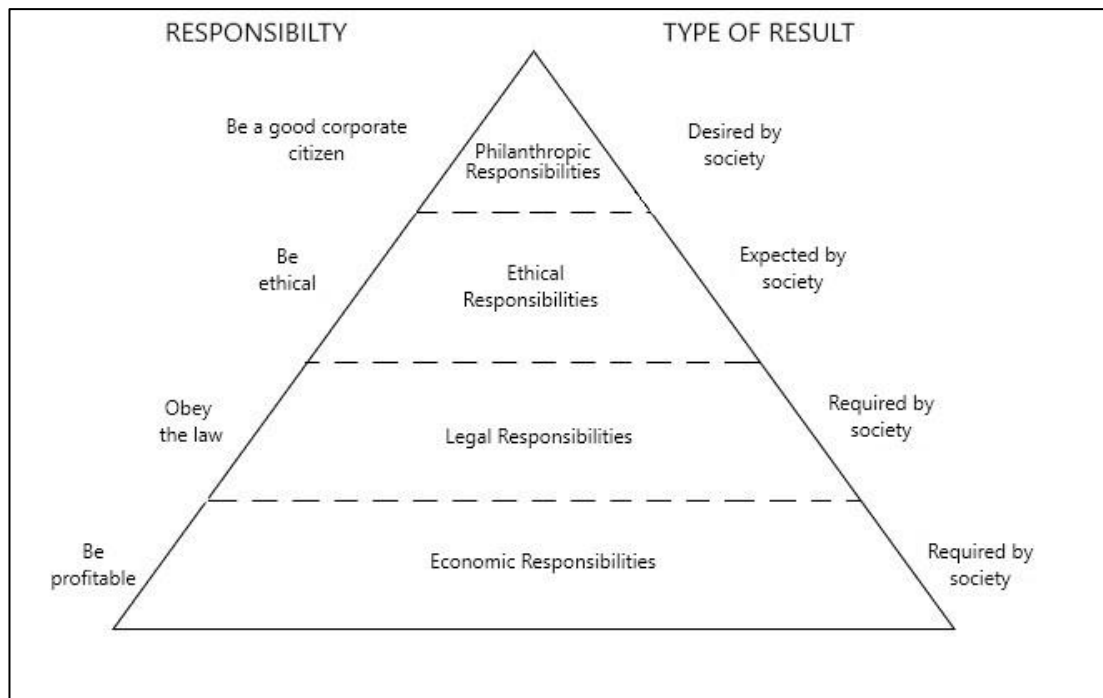 RESPONSIBILTY
TYPE OF RESULT
Be a good corporate
citizen
Philanthropic
Responsibilities
Desired by
society
Be
ethical
Ethical
Responsibilities
Expected by
society
Obey
the law
Legal Responsibilities
Required by
society
Be
profitable
Economic Responsibilities
Required by
society